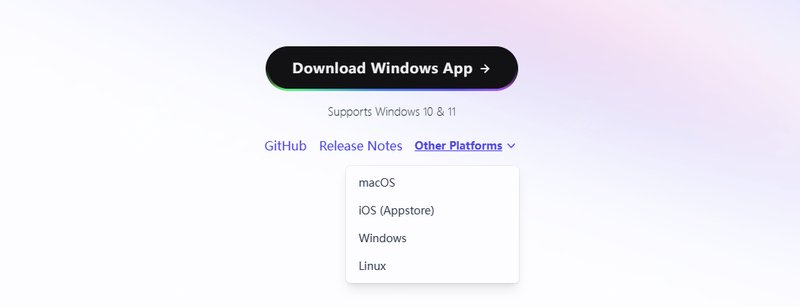 Download Windows App →
Supports Windows 10 & 11
GitHub Release Notes Other Platforms
macOS
iOS (Appstore)
Windows
Linux